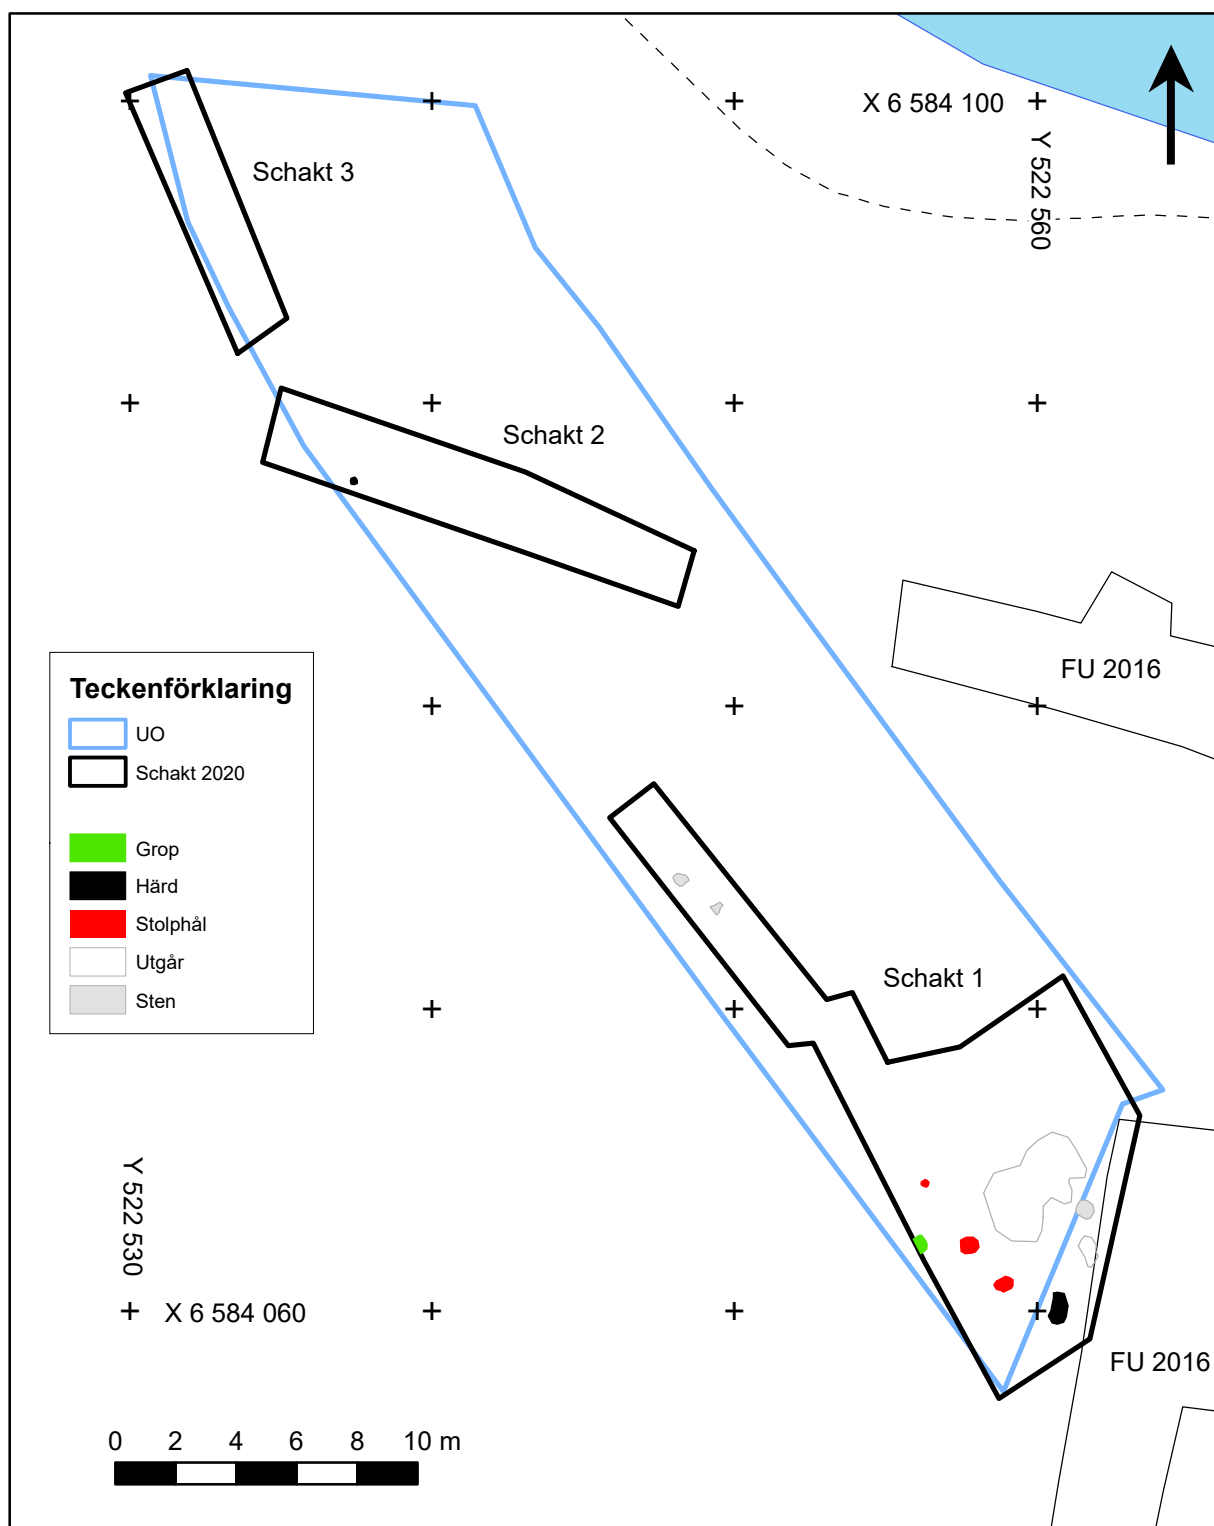 X 6 584 100
Y 522 560
Schakt 3
Schakt 2
FU 2016
Teckenförklaring
UO
Schakt 2020
Grop
Härd
Stolphål
Utgår
Sten
Schakt 1
Y 522 530
X 6 584 060
FU 2016
0 2 4 6 8 10 m